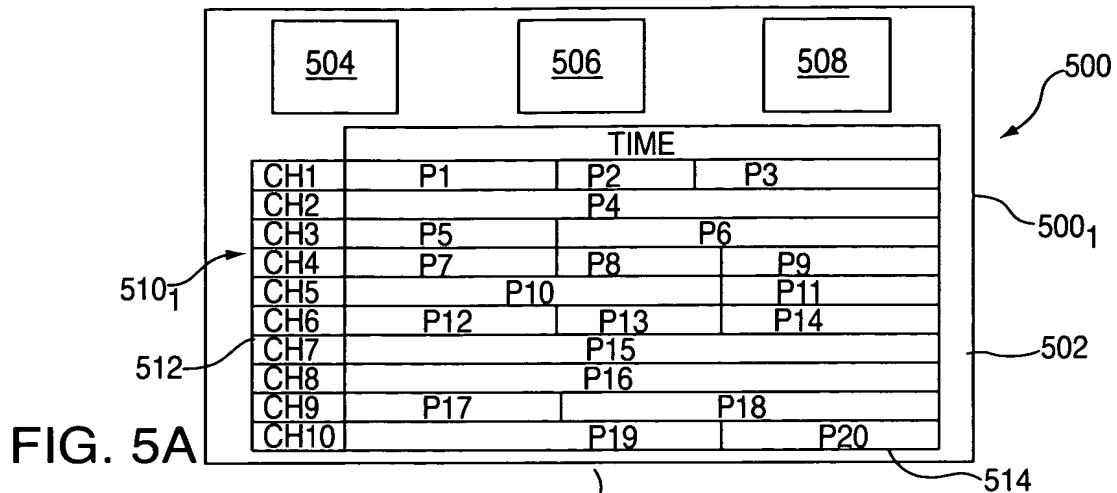 504 506 508
500
TIME
CH1 P1 P2 P3
CH2 P4
500₁
CH3 P5 P6
CH4 P7 P8 P9
510₁
CH5 P10 P11
CH6 P12 P13 P14
512 CH7 P15 502
CH8 P16
CH9 P17 P18
FIG. 5A CH10 P19 P20
514